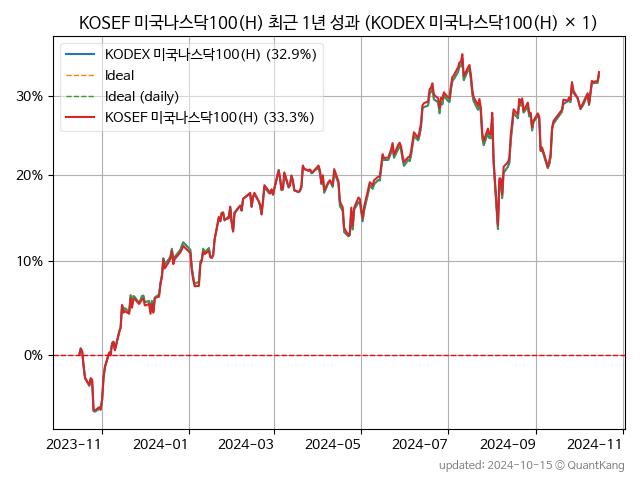 KOSEF 미국나스닥100(H) 최근 1년 성과 (KODEX 미국나스닥100(H) × 1)
KODEX 미국나스닥100(H) (32.9%)
Ideal
Ideal (daily)
KOSEF 미국나스닥100(H) (33.3%)
30%
20%
10%
0%
2023-11 2024-01 2024-03 2024-05 2024-07 2024-09 2024-11
updated: 2024-10-15 © QuantKang